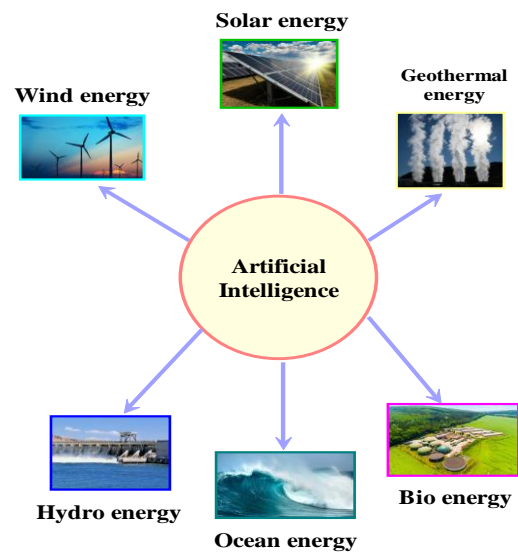 Solar energy
Geothermal
energy
Wind energy
Artificial
Intelligence
Hydro energy
Bio energy
Ocean energy